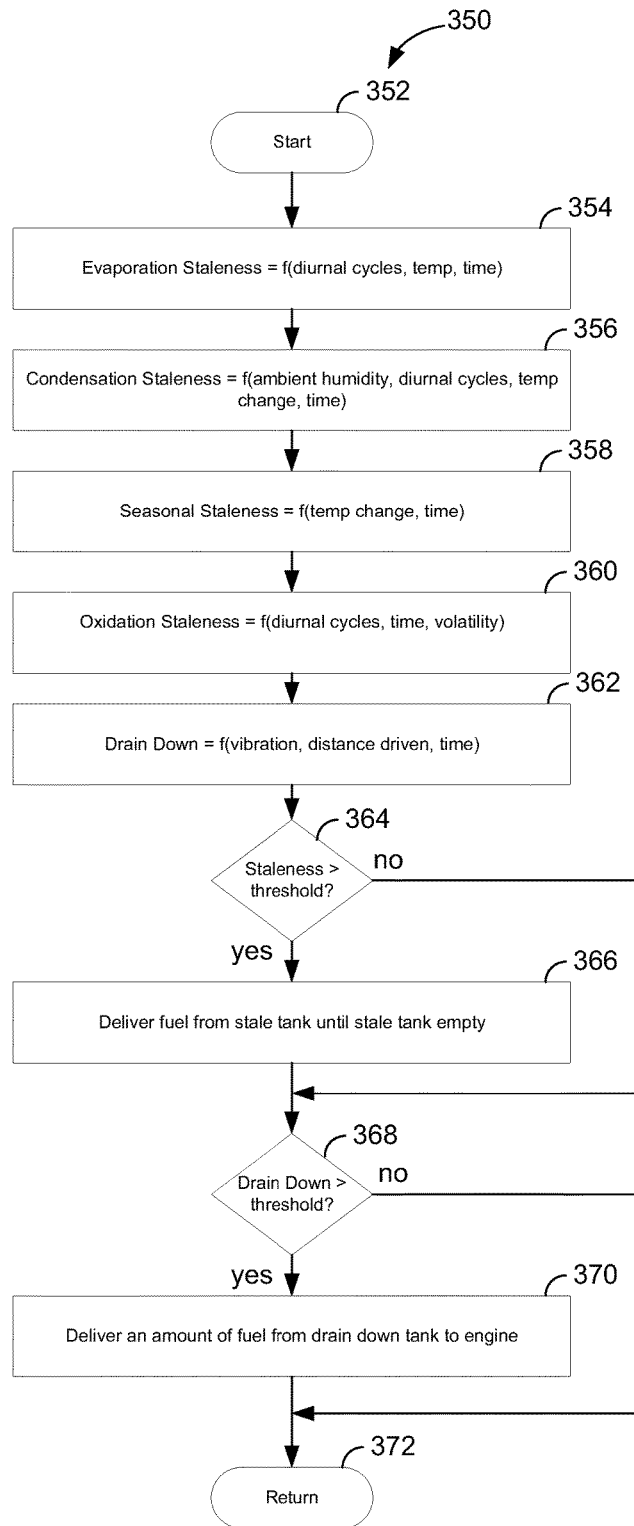 350
352
Start
354
Evaporation Staleness = f(diurnal cycles, temp, time)
356
Condensation Staleness = f(ambient humidity, diurnal cycles, temp
change, time)
358
Seasonal Staleness = f(temp change, time)
360
Oxidation Staleness = f(diurnal cycles, time, volatility)
362
Drain Down = f(vibration, distance driven, time)
364
Staleness >
threshold?
no
yes
366
Deliver fuel from stale tank until stale tank empty
368
Drain Down >
threshold?
no
yes
370
Deliver an amount of fuel from drain down tank to engine
372
Return